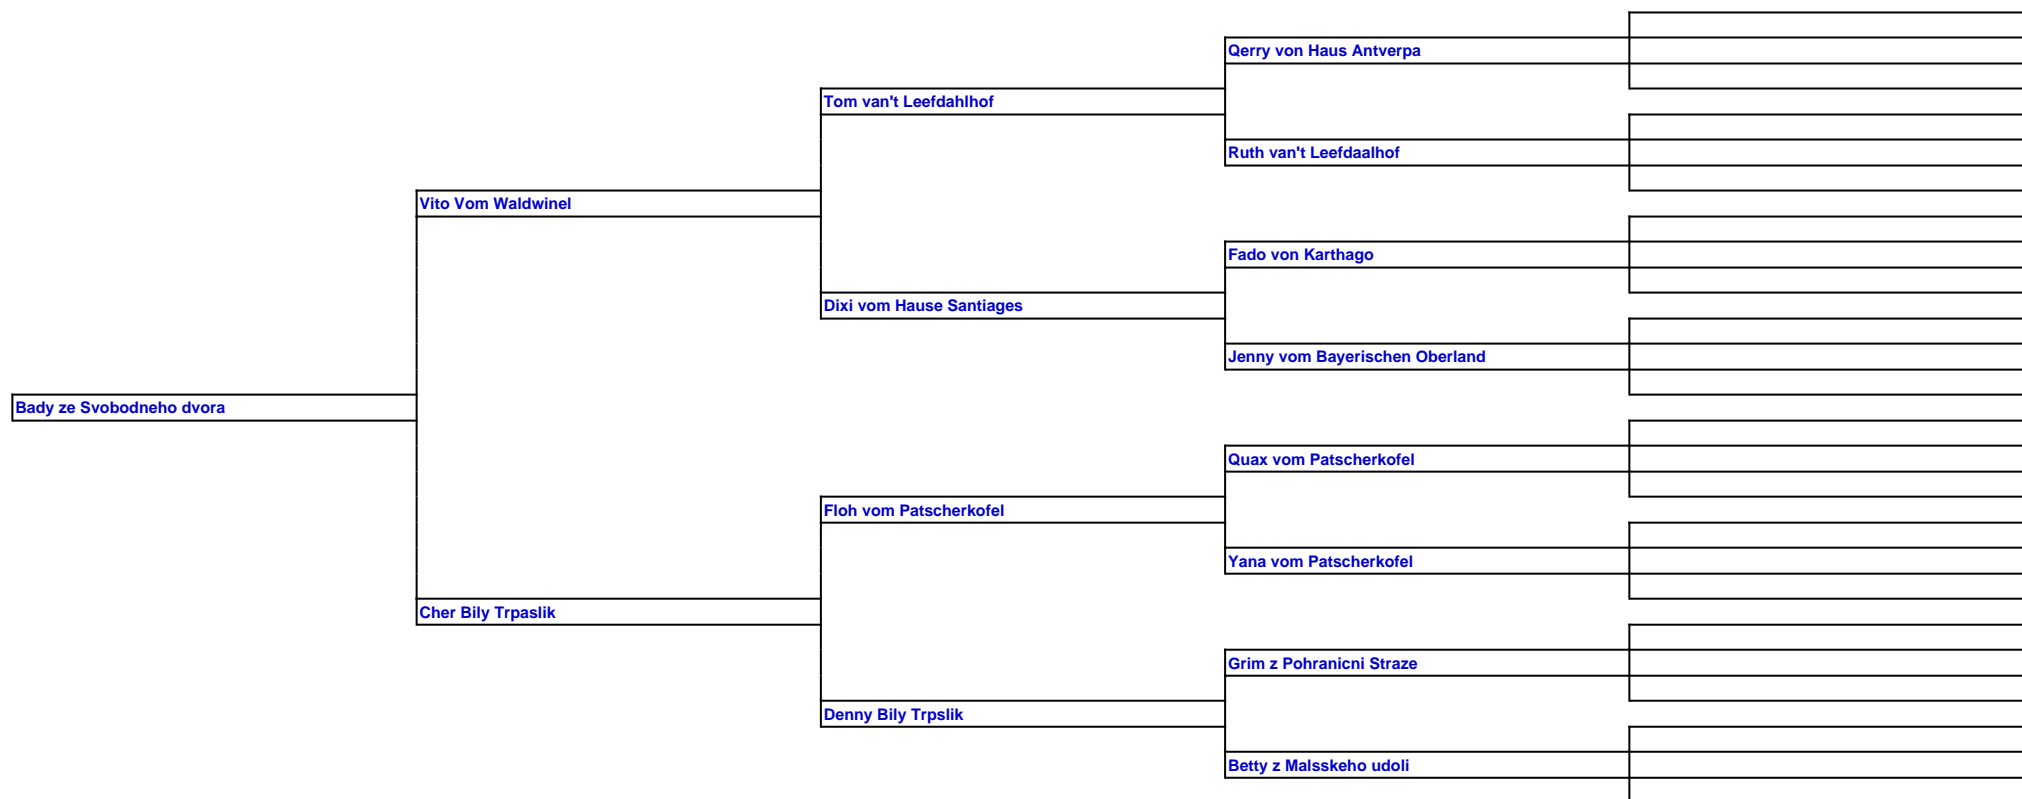 Qerry von Haus Antverpa
Tom van't Leefdahlhof
Ruth van't Leefdaalhof
Vito Vom Waldwinel
Fado von Karthago
Dixi vom Hause Santiages
Jenny vom Bayerischen Oberland
Bady ze Svobodneho dvora
Quax vom Patscherkofel
Floh vom Patscherkofel
Yana vom Patscherkofel
Cher Bily Trpaslik
Grim z Pohranicni Straze
Denny Bily Trpslik
Betty z Malsskeho udoli